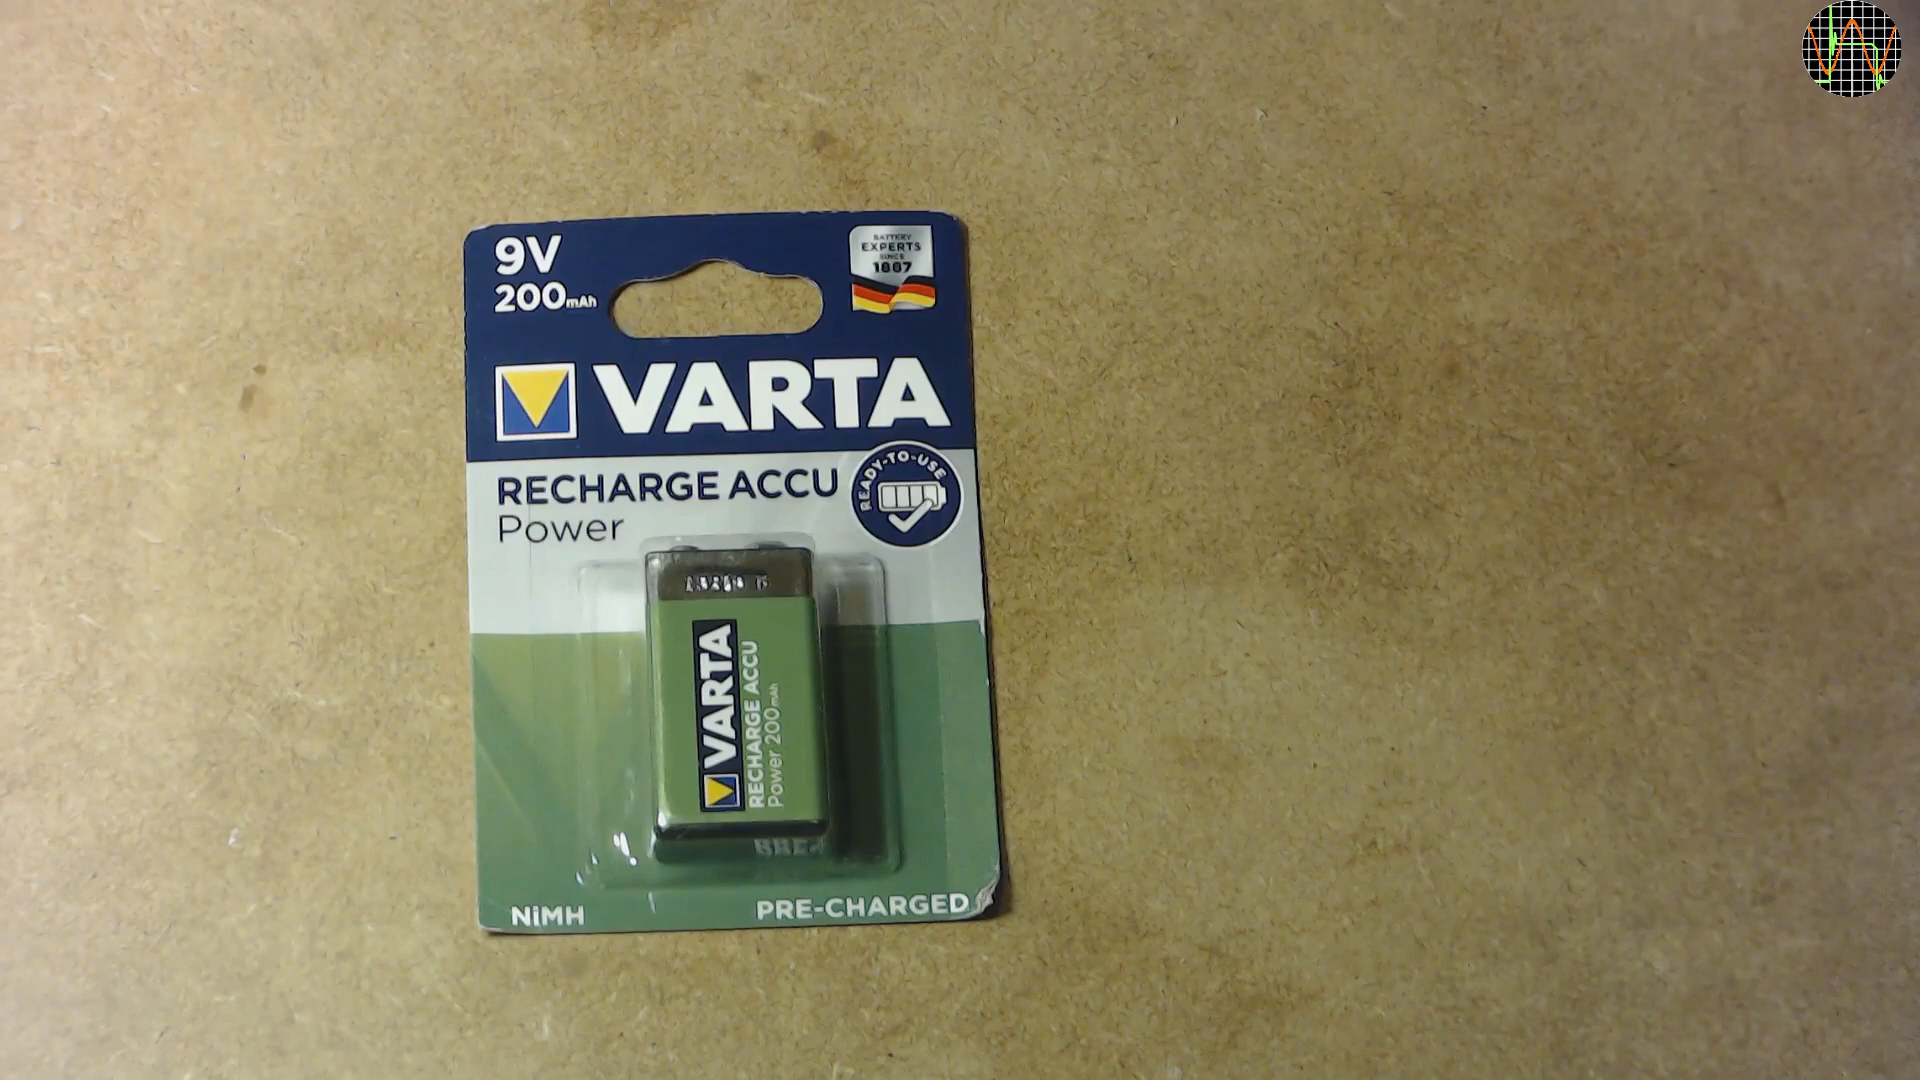 9V
200mAh
BATTERY
EXPERTS
SINCE
1887
VARTA
RECHARGE ACCU
Power
READY-TO-USE
VARTA
RECHARGE ACCU
Power 200mAh
NiMH
PRE-CHARGED